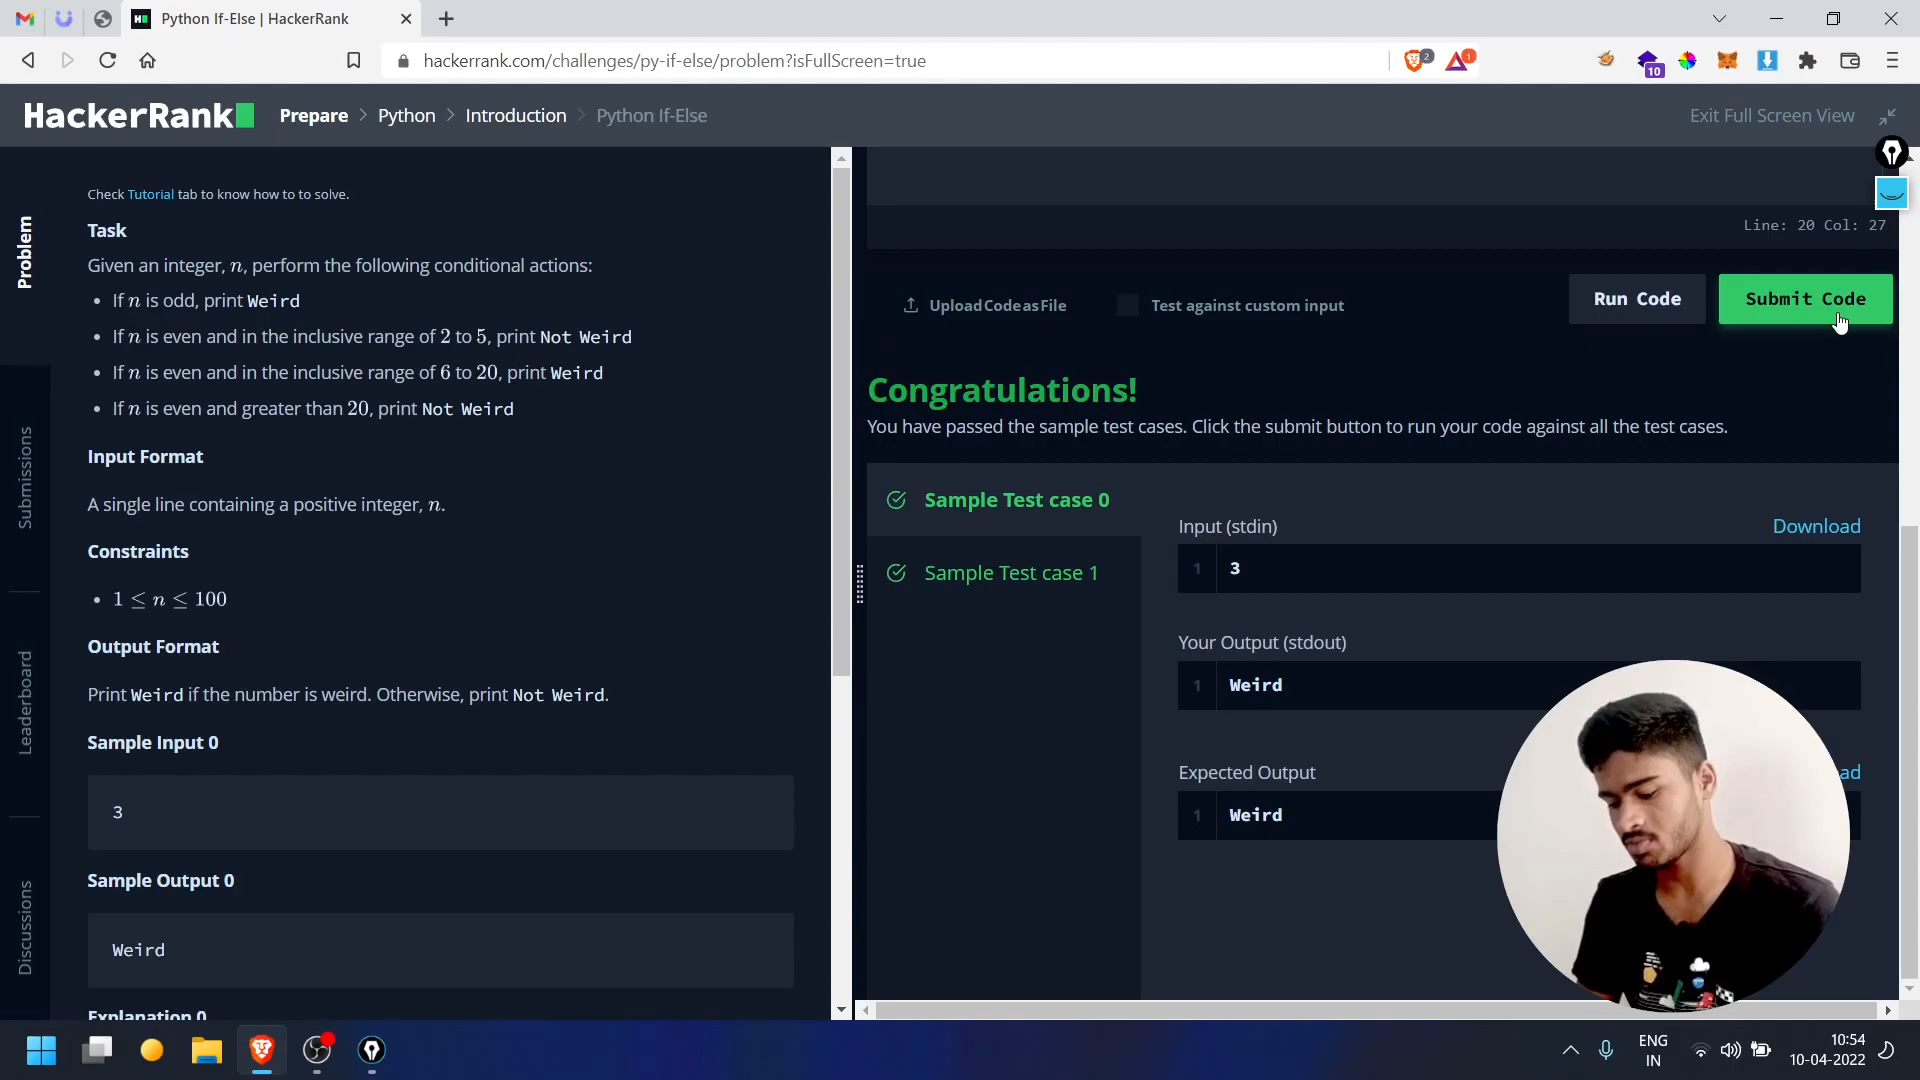 Python If-Else | HackerRank
hackerrank.com/challenges/py-if-else/problem?isFullScreen=true
2
1
10
HackerRank
Prepare > Python > Introduction > Python If-Else
Exit Full Screen View
Problem
Submissions
Leaderboard
Discussions
Check Tutorial tab to know how to to solve.
Task
Given an integer, n, perform the following conditional actions:
• If n is odd, print Weird
• If n is even and in the inclusive range of 2 to 5, print Not Weird
• If n is even and in the inclusive range of 6 to 20, print Weird
• If n is even and greater than 20, print Not Weird
Input Format
A single line containing a positive integer, n.
Constraints
• 1 ≤ n ≤ 100
Output Format
Print Weird if the number is weird. Otherwise, print Not Weird.
Sample Input 0
3
Sample Output 0
Weird
Explanation 0
Line: 20 Col: 27
Upload Code as File
Test against custom input
Run Code
Submit Code
Congratulations!
You have passed the sample test cases. Click the submit button to run your code against all the test cases.
Sample Test case 0
Sample Test case 1
Input (stdin)
Download
1 3
Your Output (stdout)
1 Weird
Expected Output
ad
1 Weird
ENG
IN
10:54
10-04-2022